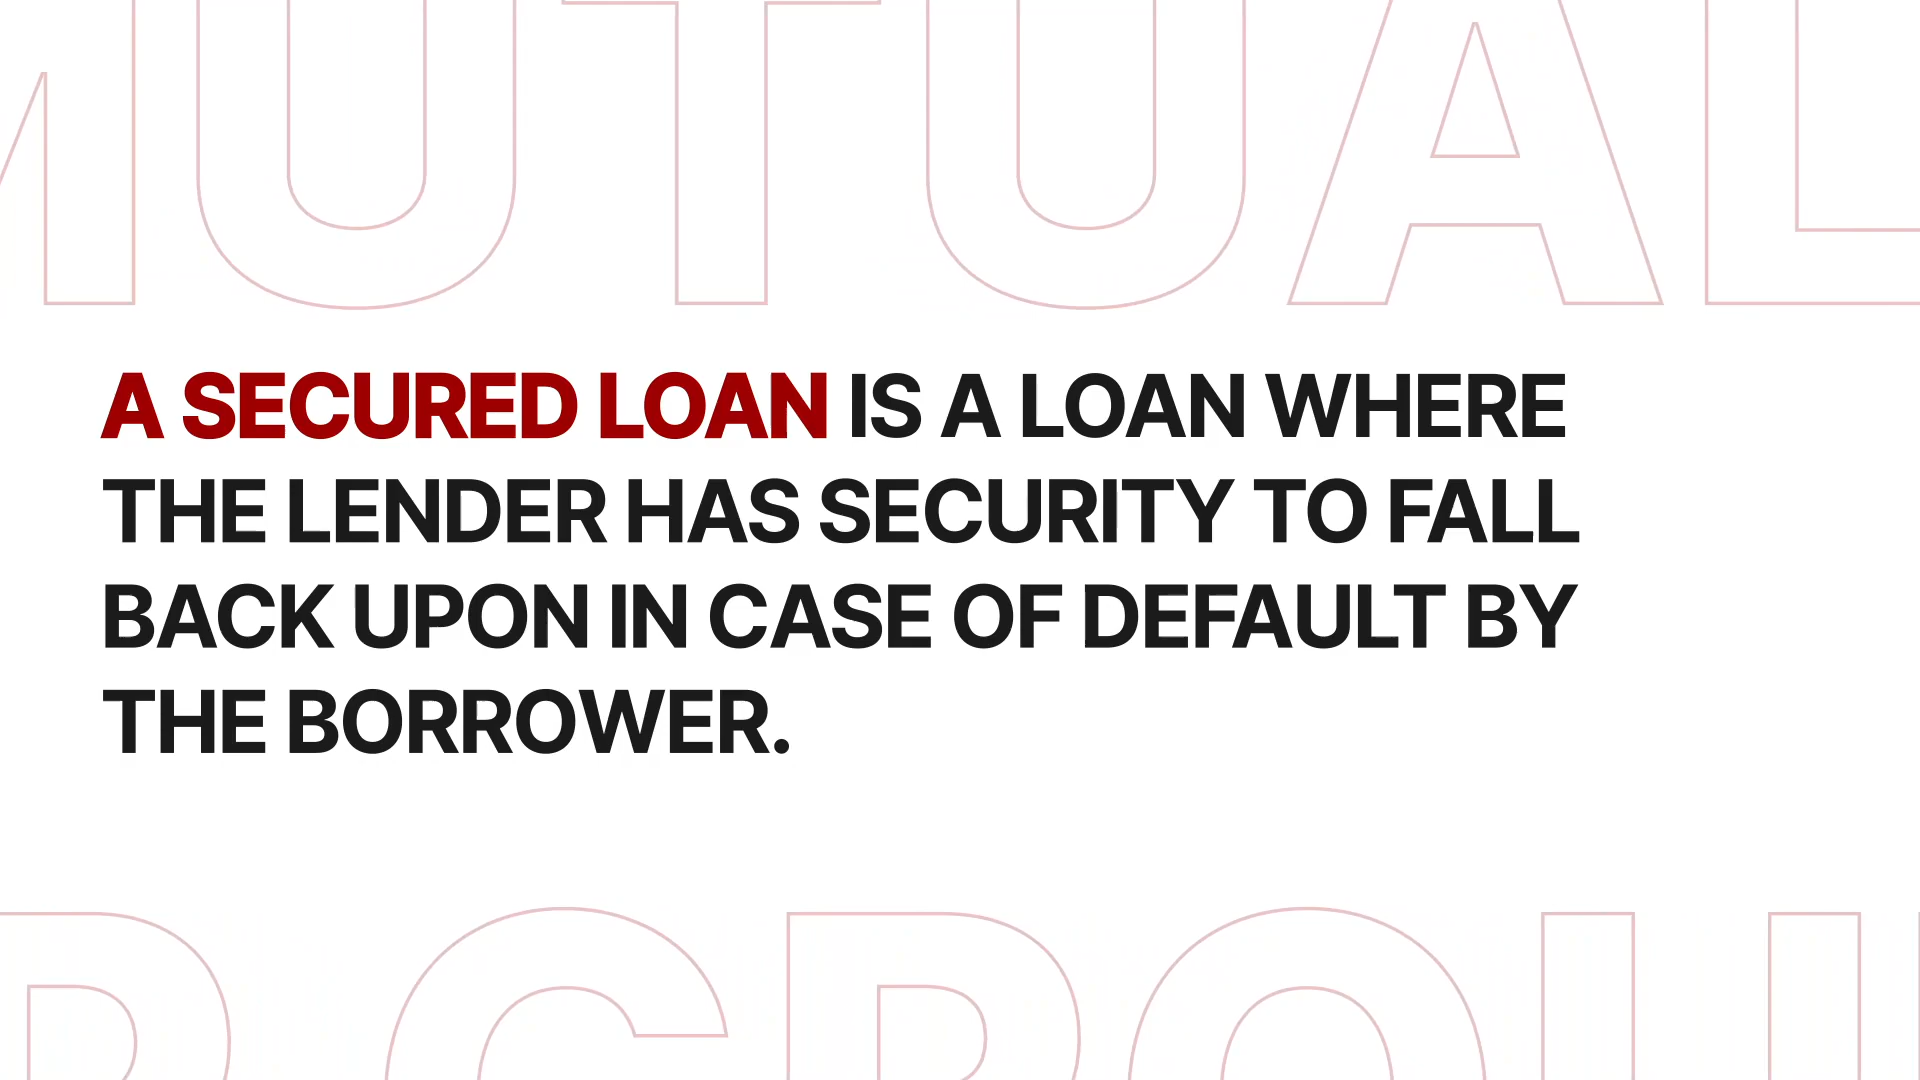 MUTUAL
A SECURED LOAN IS A LOAN WHERE
THE LENDER HAS SECURITY TO FALL
BACK UPON IN CASE OF DEFAULT BY
THE BORROWER.